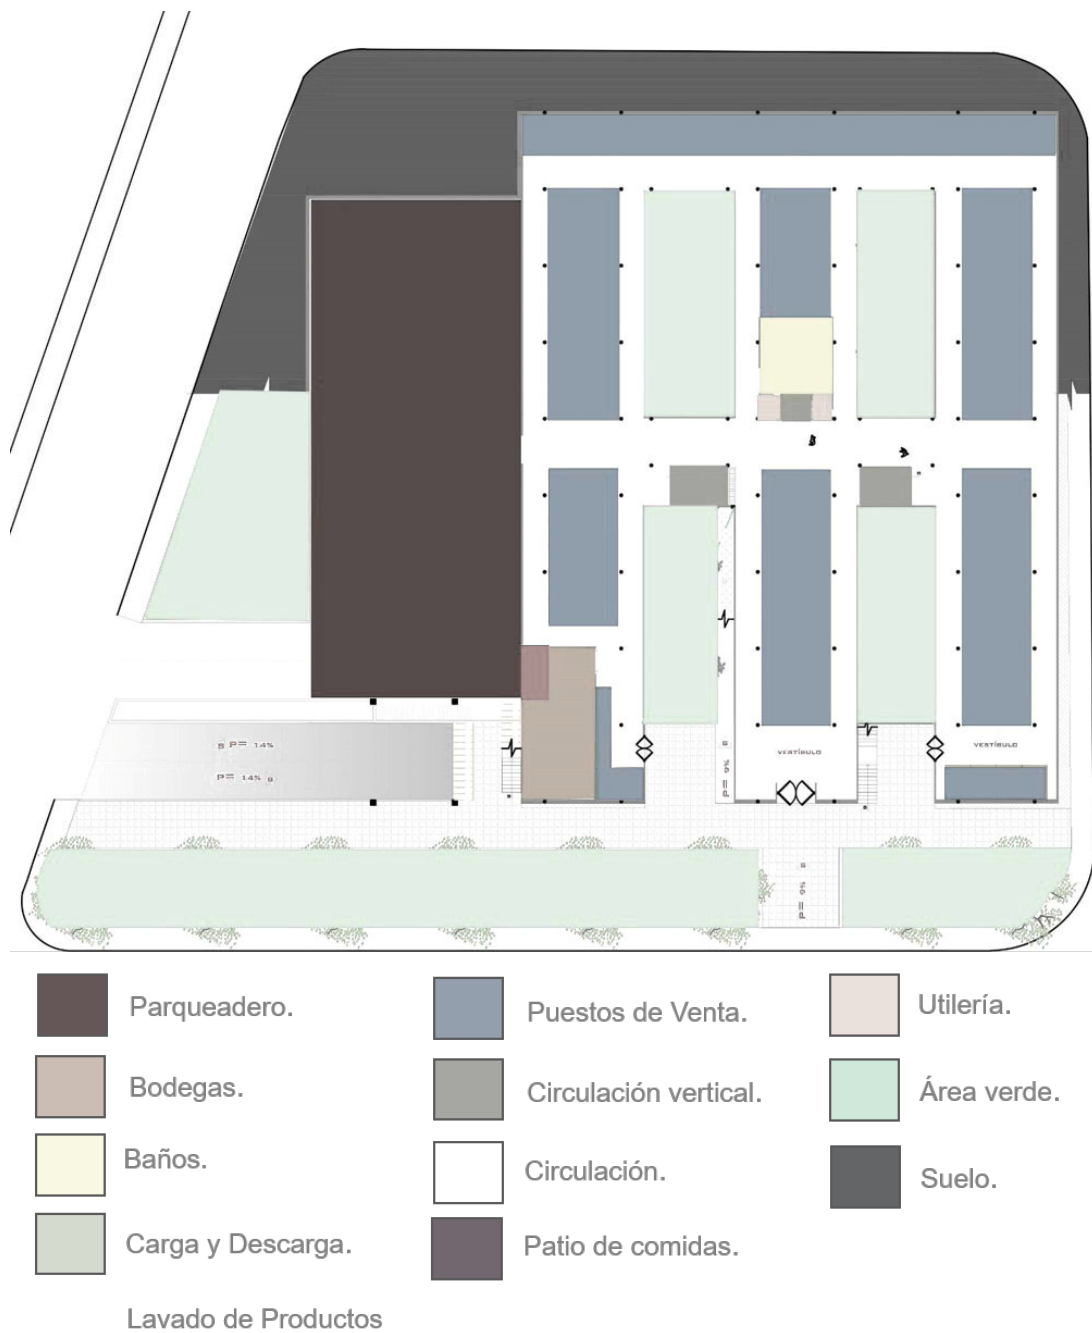 S P= 14%
P= 14% B
P= 9% B
VESTÍBULO
VESTÍBULO
P= 9% B
Parqueadero.
Puestos de Venta.
Utilería.
Bodegas.
Circulación vertical.
Área verde.
Baños.
Circulación.
Suelo.
Carga y Descarga.
Patio de comidas.
Lavado de Productos